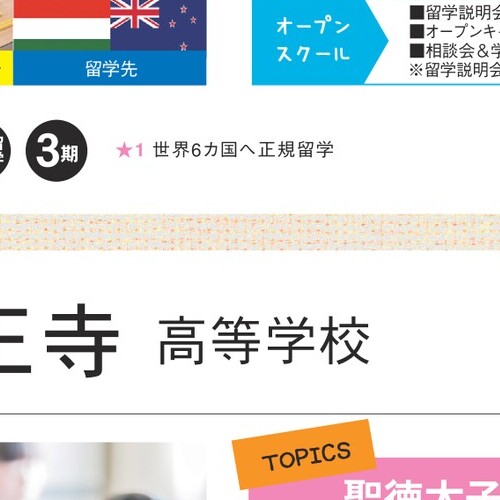 オープン
スクール
■留学説明会
■オープンキ
■相談会&学
※留学説明会
留学先
3期
★1 世界6カ国へ正規留学
王寺 高等学校
TOPICS
聖徳太子